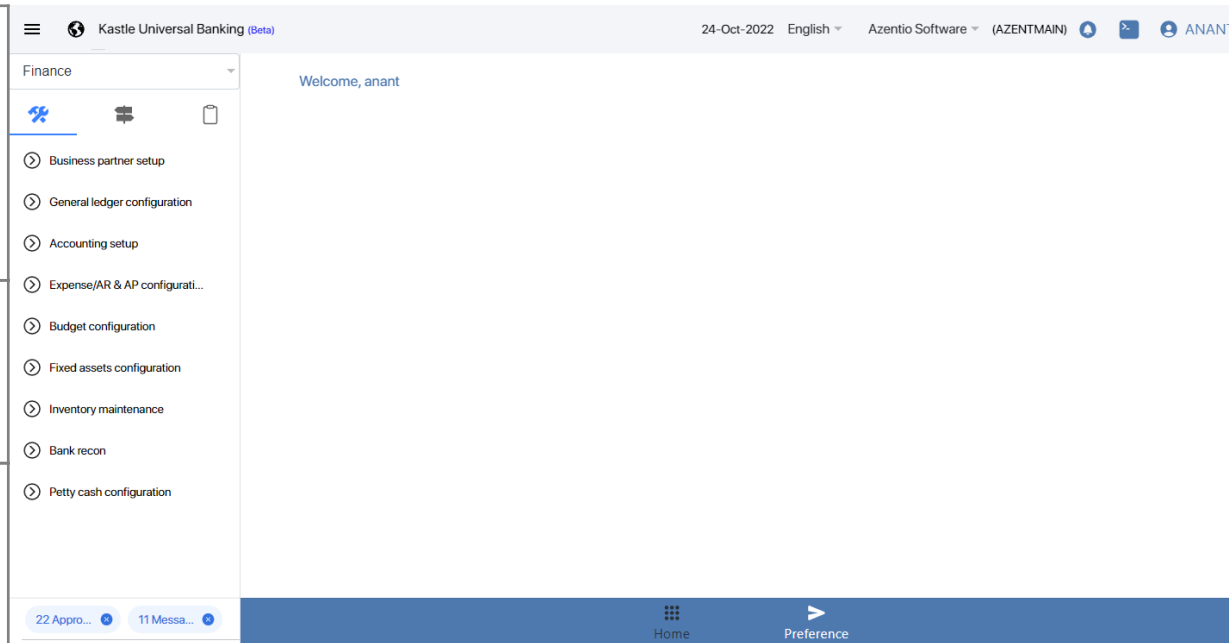 Kastle Universal Banking (Beta)
24-Oct-2022 English Azentio Software (AZENTMAIN) ANANT
Finance
Welcome, anant
Business partner setup
General ledger configuration
Accounting setup
Expense/AR & AP configurati...
Budget configuration
Fixed assets configuration
Inventory maintenance
Bank recon
Petty cash configuration
22 Appro... 11 Messa...
Home Preference